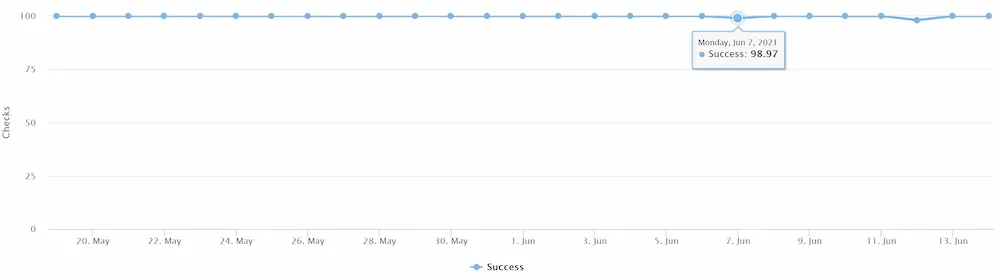 100
75
50
25
0
Checks
Monday, Jun 7, 2021
Success: 98.97
20. May
22. May
24. May
26. May
28. May
30. May
1. Jun
3. Jun
5. Jun
7. Jun
9. Jun
11. Jun
13. Jun
Success